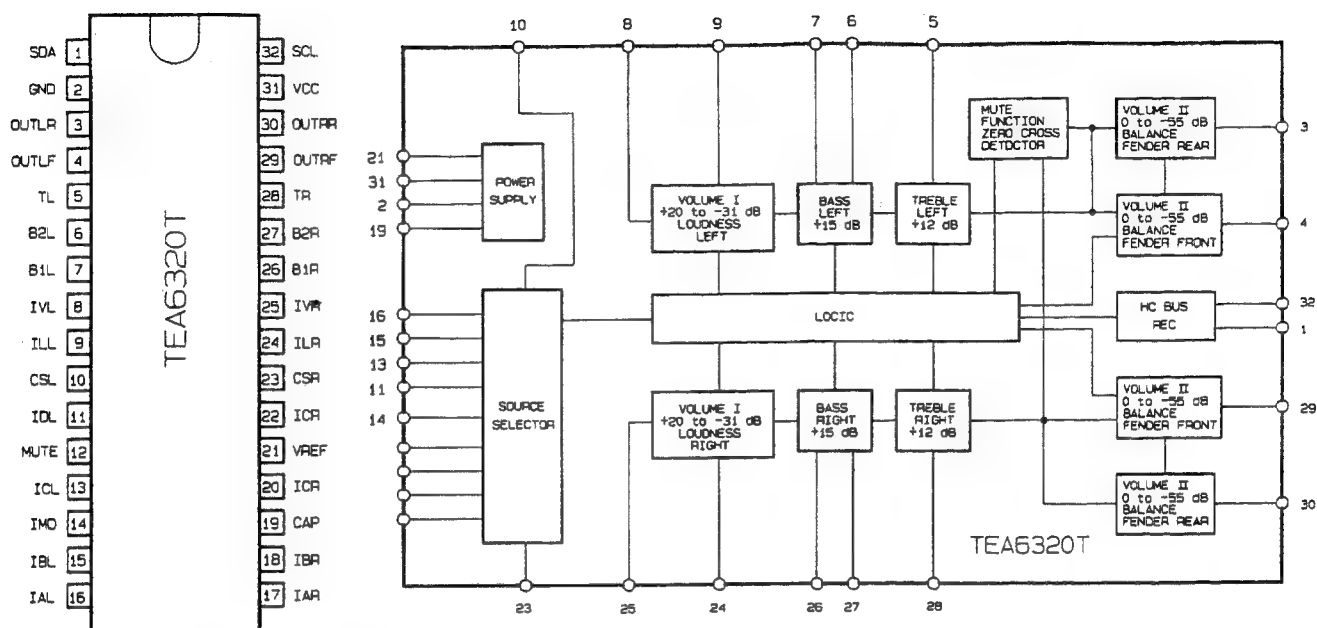 SDA 1
GND 2
OUTLR 3
OUTLF 4
TL 5
B2L 6
B1L 7
IVL 8
ILL 9
CSL 10
IDL 11
MUTE 12
ICL 13
IMO 14
IBL 15
IAL 16
TEA6320T
32 SCL
31 VCC
30 OUTRR
29 OUTRF
28 TR
27 B2R
26 B1R
25 IVR
24 ILR
23 CSR
22 ICR
21 VREF
20 ICR
19 CAP
18 IBR
17 IAR
10
8
9
7
6
5
21
31
2
19
POWER
SUPPLY
16
15
13
11
14
SOURCE
SELECTOR
VOLUME I
+20 to -31 dB
LOUDNESS
LEFT
BASS
LEFT
+15 dB
TREBLE
LEFT
+12 dB
MUTE
FUNCTION
ZERO CROSS
DETDCTOR
VOLUME II
0 to -55 dB
BALANCE
FENDER REAR
3
VOLUME II
0 to -55 dB
BALANCE
FENDER FRONT
4
LOCIC
HC BUS
REC
32
1
VOLUME I
+20 to -31 dB
LOUDNESS
RIGHT
BASS
RIGHT
+15 dB
TREBLE
RIGHT
+12 dB
VOLUME II
0 to -55 dB
BALANCE
FENDER FRONT
29
VOLUME II
0 to -55 dB
BALANCE
FENDER REAR
30
TEA6320T
23
25
24
26
27
28